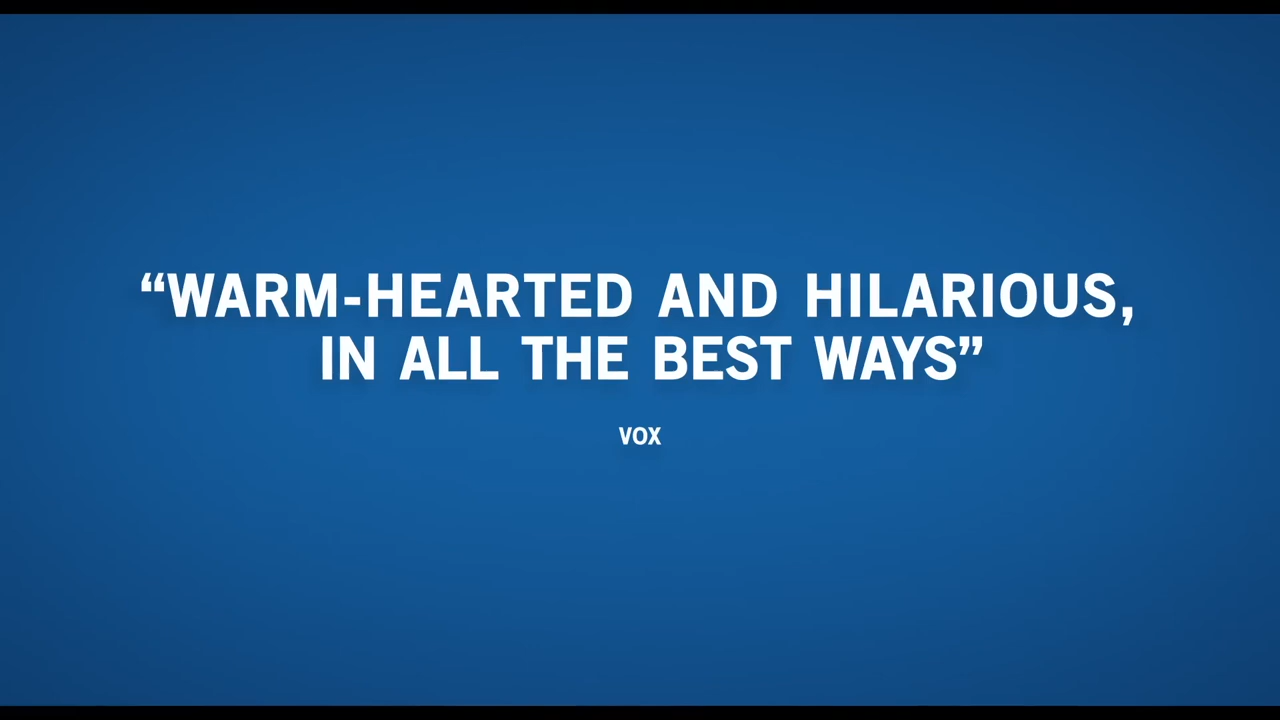 “WARM-HEARTED AND HILARIOUS,
IN ALL THE BEST WAYS”
VOX